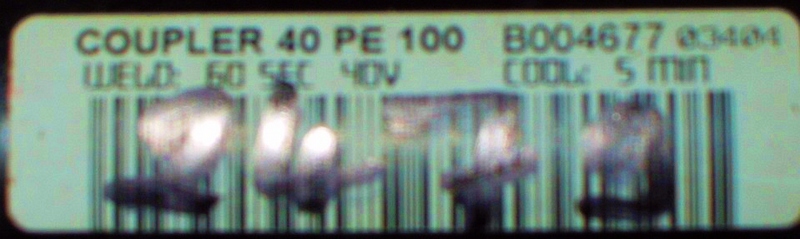 COUPLER 40 PE 100 B004677 03404
WELD: 60 SEC 40V COOL: 5 MIN